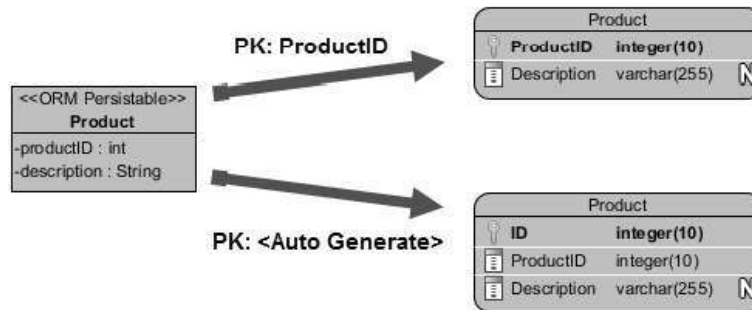 Product
PK: ProductID
ProductID integer(10)
Description varchar(255) N
<<ORM Persistable>>
Product
-productID : int
-description : String
Product
PK: <Auto Generate>
ID integer(10)
ProductID integer(10)
Description varchar(255) N